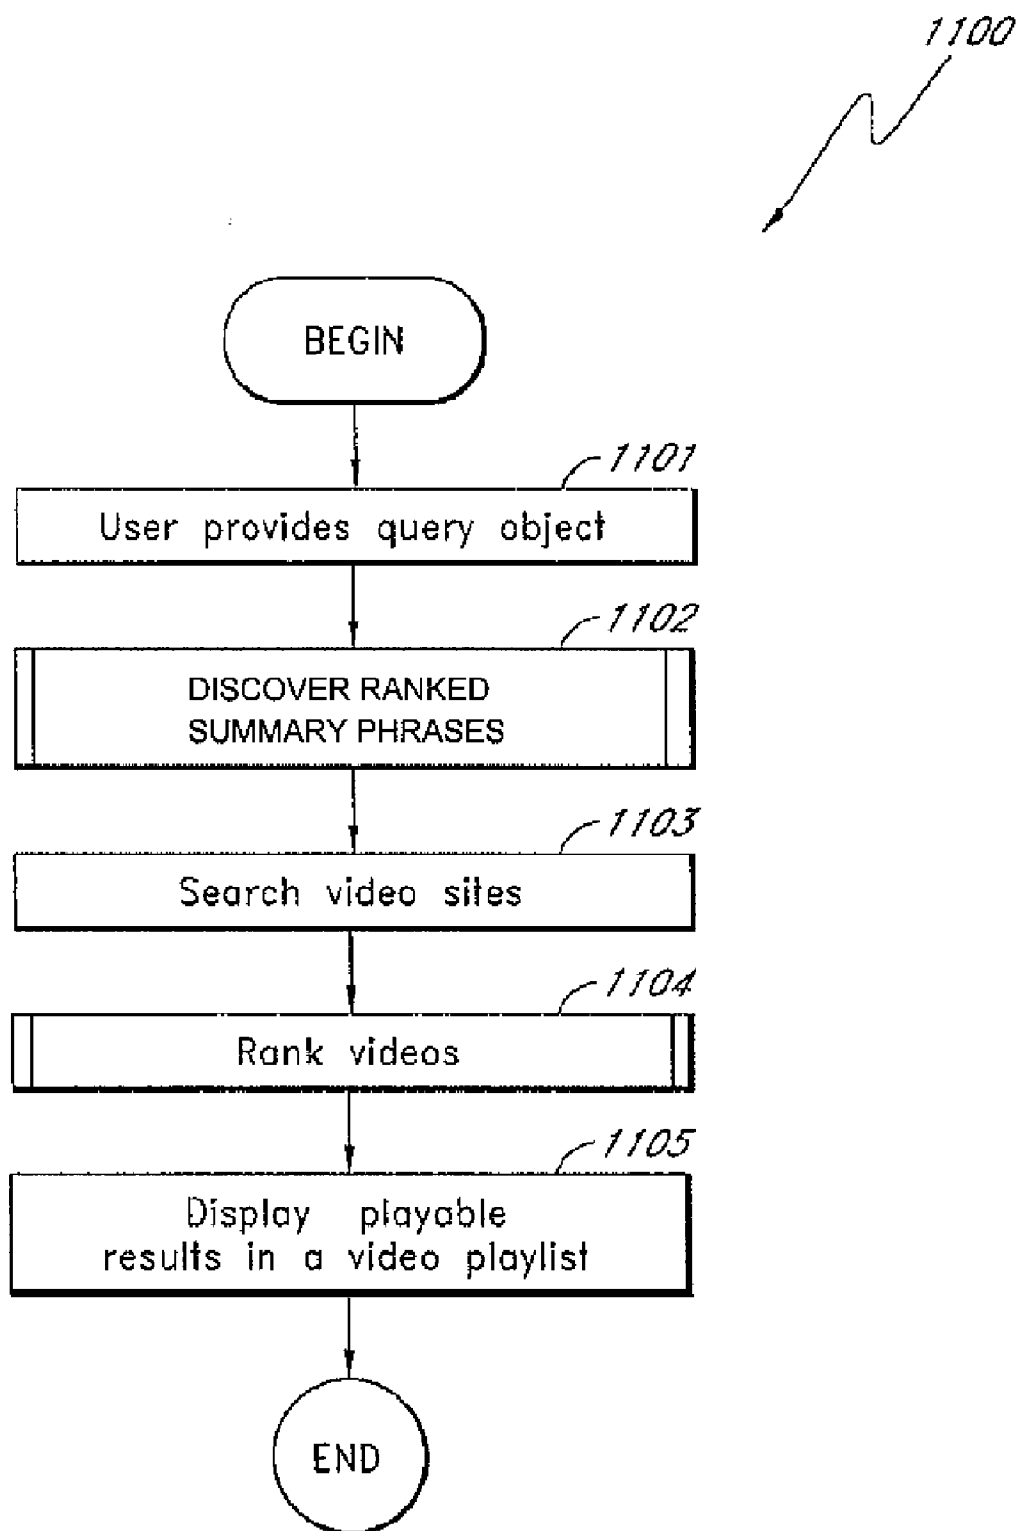 1100
BEGIN
1101
User provides query object
1102
DISCOVER RANKED
SUMMARY PHRASES
1103
Search video sites
1104
Rank videos
1105
Display playable
results in a video playlist
END